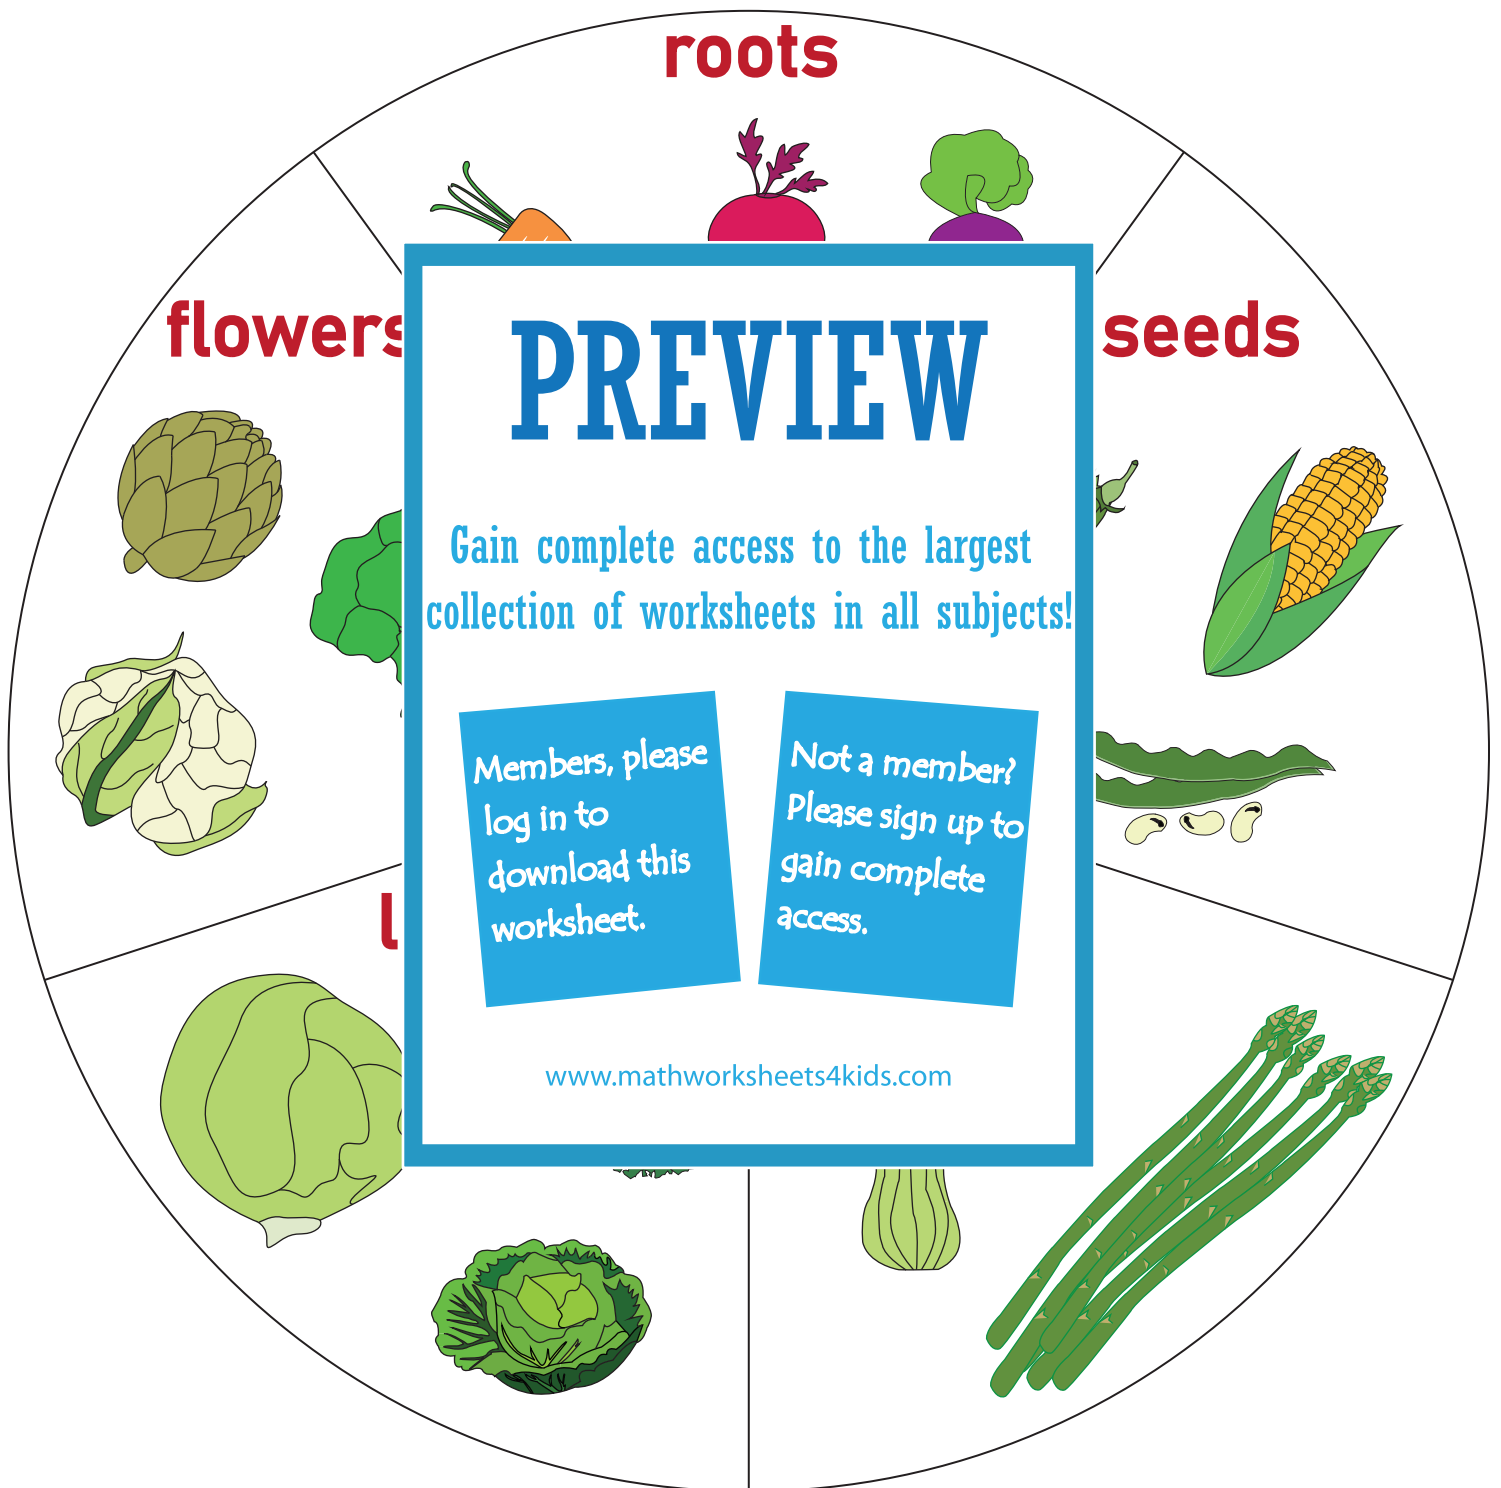 roots
flowers
seeds
PREVIEW
Gain complete access to the largest
collection of worksheets in all subjects!
Members, please
log in to
download this
worksheet.
Not a member?
Please sign up to
gain complete
access.
l
www.mathworksheets4kids.com